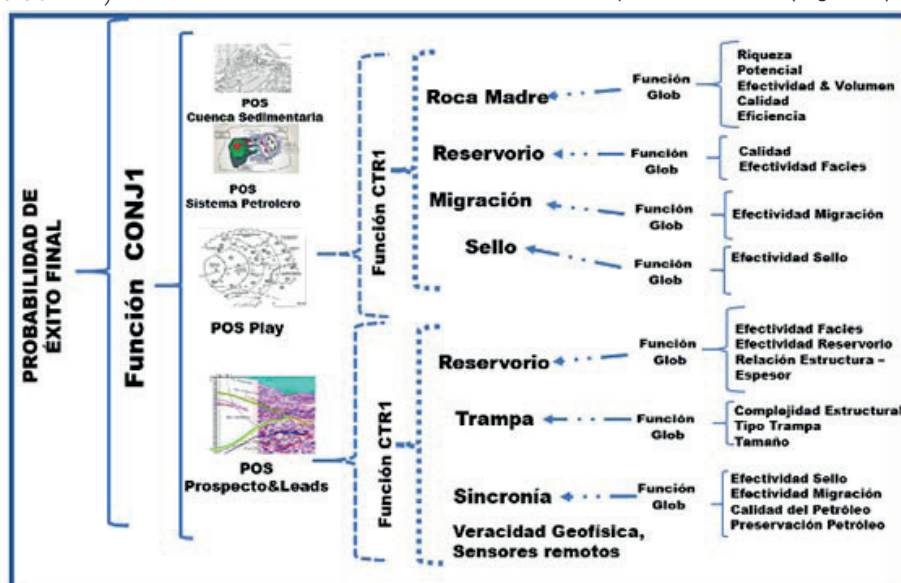 PROBABILIDAD DE
ÉXITO FINAL
Función CONJ1
POS
Cuenca Sedimentaria
POS
Sistema Petrolero
POS Play
POS
Prospecto&Leads
Función CTR1
Roca Madre
Función
Glob
Riqueza
Potencial
Efectividad & Volumen
Calidad
Eficiencia
Reservorio
Función
Glob
Calidad
Efectividad Facies
Migración
Función
Glob
Efectividad Migración
Sello
Función
Glob
Efectividad Sello
Función CTR1
Reservorio
Función
Glob
Efectividad Facies
Efectividad Reservorio
Relación Estructura –
Espesor
Trampa
Función
Glob
Complejidad Estructural
Tipo Trampa
Tamaño
Sincronía
Función
Glob
Efectividad Sello
Efectividad Migración
Calidad del Petróleo
Preservación Petróleo
Veracidad Geofísica,
Sensores remotos